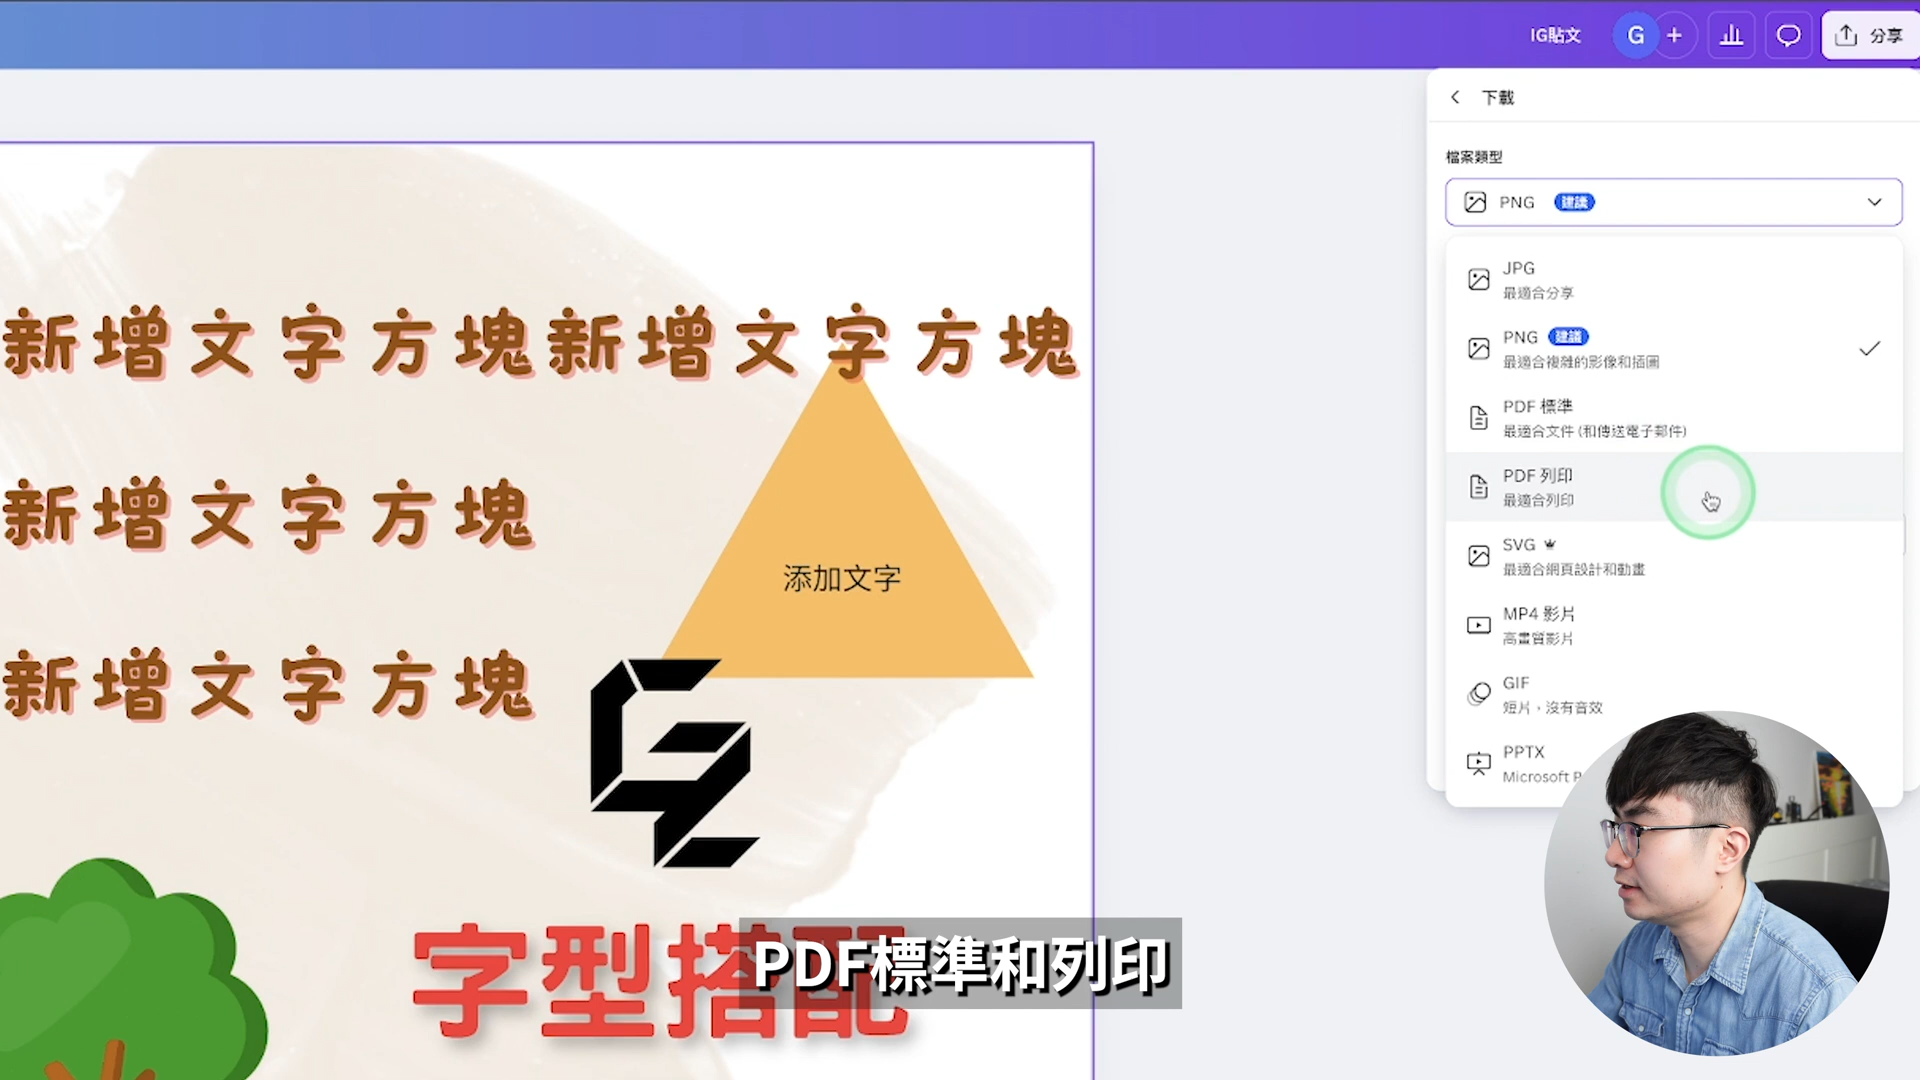 IG貼文
G
分享
下載
檔案類型
PNG 建議
JPG
最適合分享
PNG 建議
最適合複雜的影像和插圖
PDF 標準
最適合文件 (和傳送電子郵件)
PDF 列印
最適合列印
SVG
最適合網頁設計和動畫
MP4 影片
高畫質影片
GIF
短片，沒有音效
PPTX
Microsoft
新增文字方塊新增文字方塊
新增文字方塊
新增文字方塊
添加文字
字型搭配
PDF標準和列印